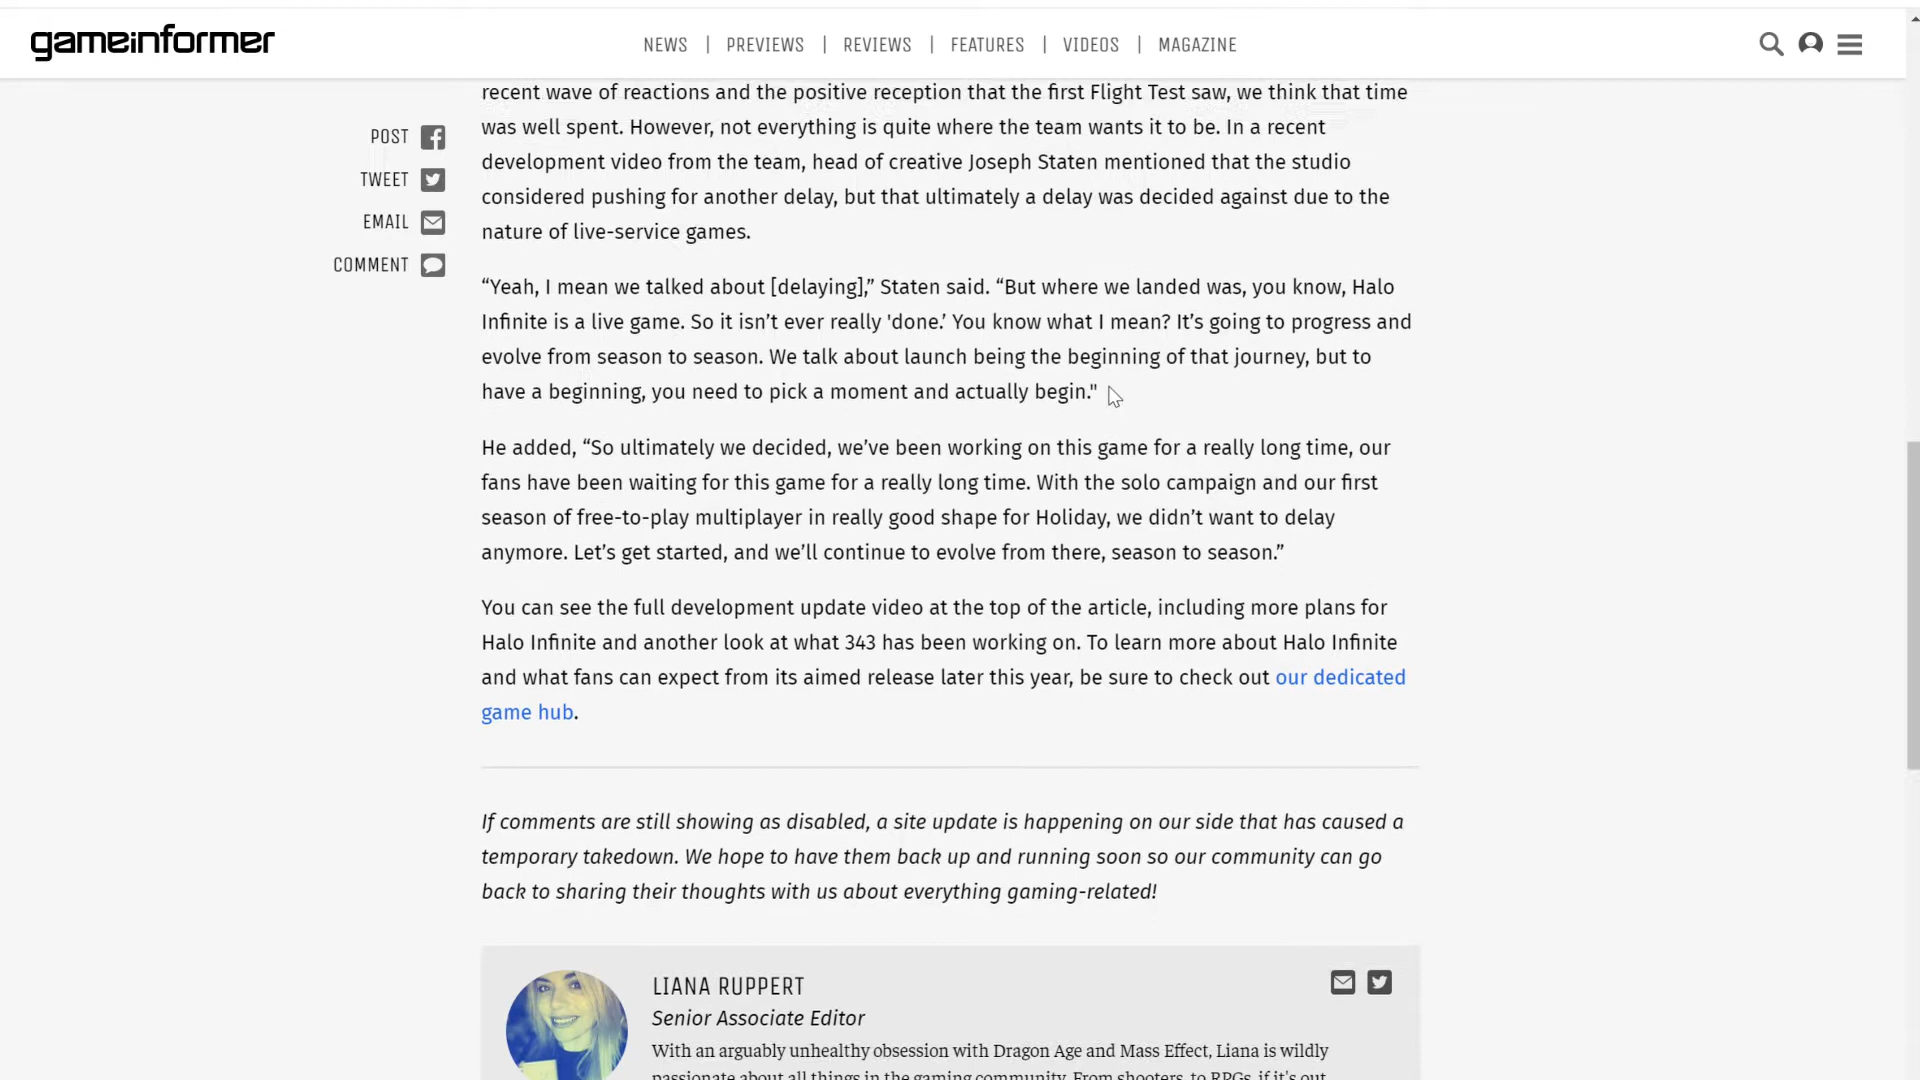 gameinformer
NEWS | PREVIEWS | REVIEWS | FEATURES | VIDEOS | MAGAZINE
recent wave of reactions and the positive reception that the first Flight Test saw, we think that time
was well spent. However, not everything is quite where the team wants it to be. In a recent
development video from the team, head of creative Joseph Staten mentioned that the studio
considered pushing for another delay, but that ultimately a delay was decided against due to the
nature of live-service games.
POST
TWEET
EMAIL
COMMENT
“Yeah, I mean we talked about [delaying],” Staten said. “But where we landed was, you know, Halo
Infinite is a live game. So it isn’t ever really 'done.’ You know what I mean? It’s going to progress and
evolve from season to season. We talk about launch being the beginning of that journey, but to
have a beginning, you need to pick a moment and actually begin."
He added, “So ultimately we decided, we’ve been working on this game for a really long time, our
fans have been waiting for this game for a really long time. With the solo campaign and our first
season of free-to-play multiplayer in really good shape for Holiday, we didn’t want to delay
anymore. Let’s get started, and we’ll continue to evolve from there, season to season.”
You can see the full development update video at the top of the article, including more plans for
Halo Infinite and another look at what 343 has been working on. To learn more about Halo Infinite
and what fans can expect from its aimed release later this year, be sure to check out our dedicated
game hub.
If comments are still showing as disabled, a site update is happening on our side that has caused a
temporary takedown. We hope to have them back up and running soon so our community can go
back to sharing their thoughts with us about everything gaming-related!
LIANA RUPPERT
Senior Associate Editor
With an arguably unhealthy obsession with Dragon Age and Mass Effect, Liana is wildly
passionate about all things in the gaming community. From shooters, to RPGs, if it's out